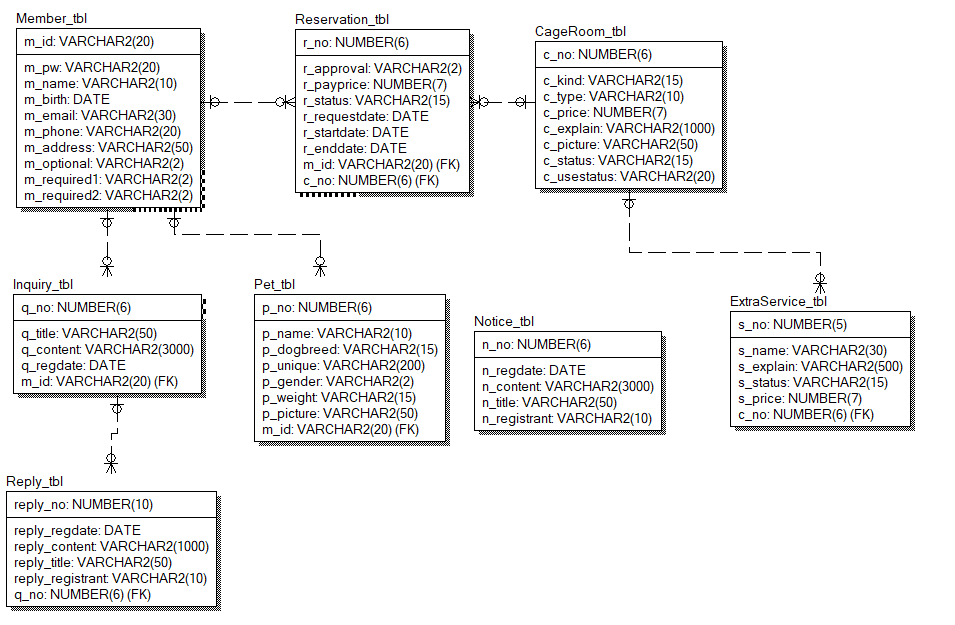 Member_tbl
m_id: VARCHAR2(20)
m_pw: VARCHAR2(20)
m_name: VARCHAR2(10)
m_birth: DATE
m_email: VARCHAR2(30)
m_phone: VARCHAR2(20)
m_address: VARCHAR2(50)
m_optional: VARCHAR2(2)
m_required1: VARCHAR2(2)
m_required2: VARCHAR2(2)
Reservation_tbl
r_no: NUMBER(6)
r_approval: VARCHAR2(2)
r_payprice: NUMBER(7)
r_status: VARCHAR2(15)
r_requestdate: DATE
r_startdate: DATE
r_enddate: DATE
m_id: VARCHAR2(20) (FK)
c_no: NUMBER(6) (FK)
CageRoom_tbl
c_no: NUMBER(6)
c_kind: VARCHAR2(15)
c_type: VARCHAR2(10)
c_price: NUMBER(7)
c_explain: VARCHAR2(1000)
c_picture: VARCHAR2(50)
c_status: VARCHAR2(15)
c_usestatus: VARCHAR2(20)
Inquiry_tbl
q_no: NUMBER(6)
q_title: VARCHAR2(50)
q_content: VARCHAR2(3000)
q_regdate: DATE
m_id: VARCHAR2(20) (FK)
Pet_tbl
p_no: NUMBER(6)
p_name: VARCHAR2(10)
p_dogbreed: VARCHAR2(15)
p_unique: VARCHAR2(200)
p_gender: VARCHAR2(2)
p_weight: VARCHAR2(15)
p_picture: VARCHAR2(50)
m_id: VARCHAR2(20) (FK)
Notice_tbl
n_no: NUMBER(6)
n_regdate: DATE
n_content: VARCHAR2(3000)
n_title: VARCHAR2(50)
n_registrant: VARCHAR2(10)
ExtraService_tbl
s_no: NUMBER(5)
s_name: VARCHAR2(30)
s_explain: VARCHAR2(500)
s_status: VARCHAR2(15)
s_price: NUMBER(7)
c_no: NUMBER(6) (FK)
Reply_tbl
reply_no: NUMBER(10)
reply_regdate: DATE
reply_content: VARCHAR2(1000)
reply_title: VARCHAR2(50)
reply_registrant: VARCHAR2(10)
q_no: NUMBER(6) (FK)